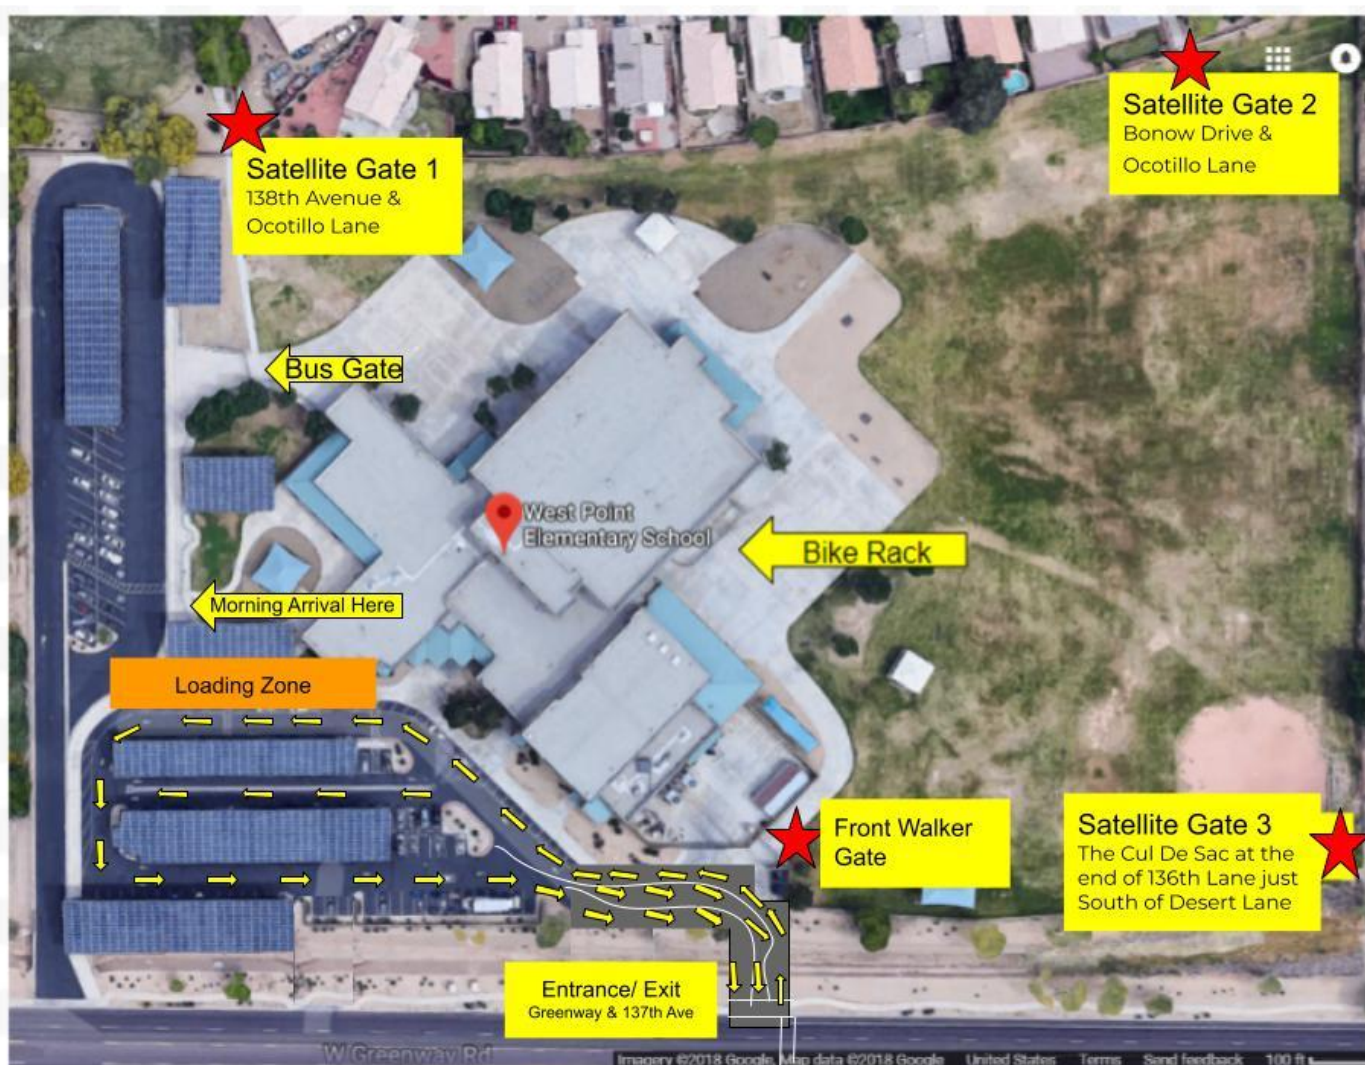 Satellite Gate 1
138th Avenue &
Ocotillo Lane
Satellite Gate 2
Bonow Drive &
Ocotillo Lane
Bus Gate
West Point
Elementary School
Bike Rack
Morning Arrival Here
Loading Zone
Front Walker
Gate
Satellite Gate 3
The Cul De Sac at the
end of 136th Lane just
South of Desert Lane
Entrance/ Exit
Greenway & 137th Ave
W Greenway Rd
Imagery ©2018 Google, Map data ©2018 Google United States Terms Send feedback 100 ft